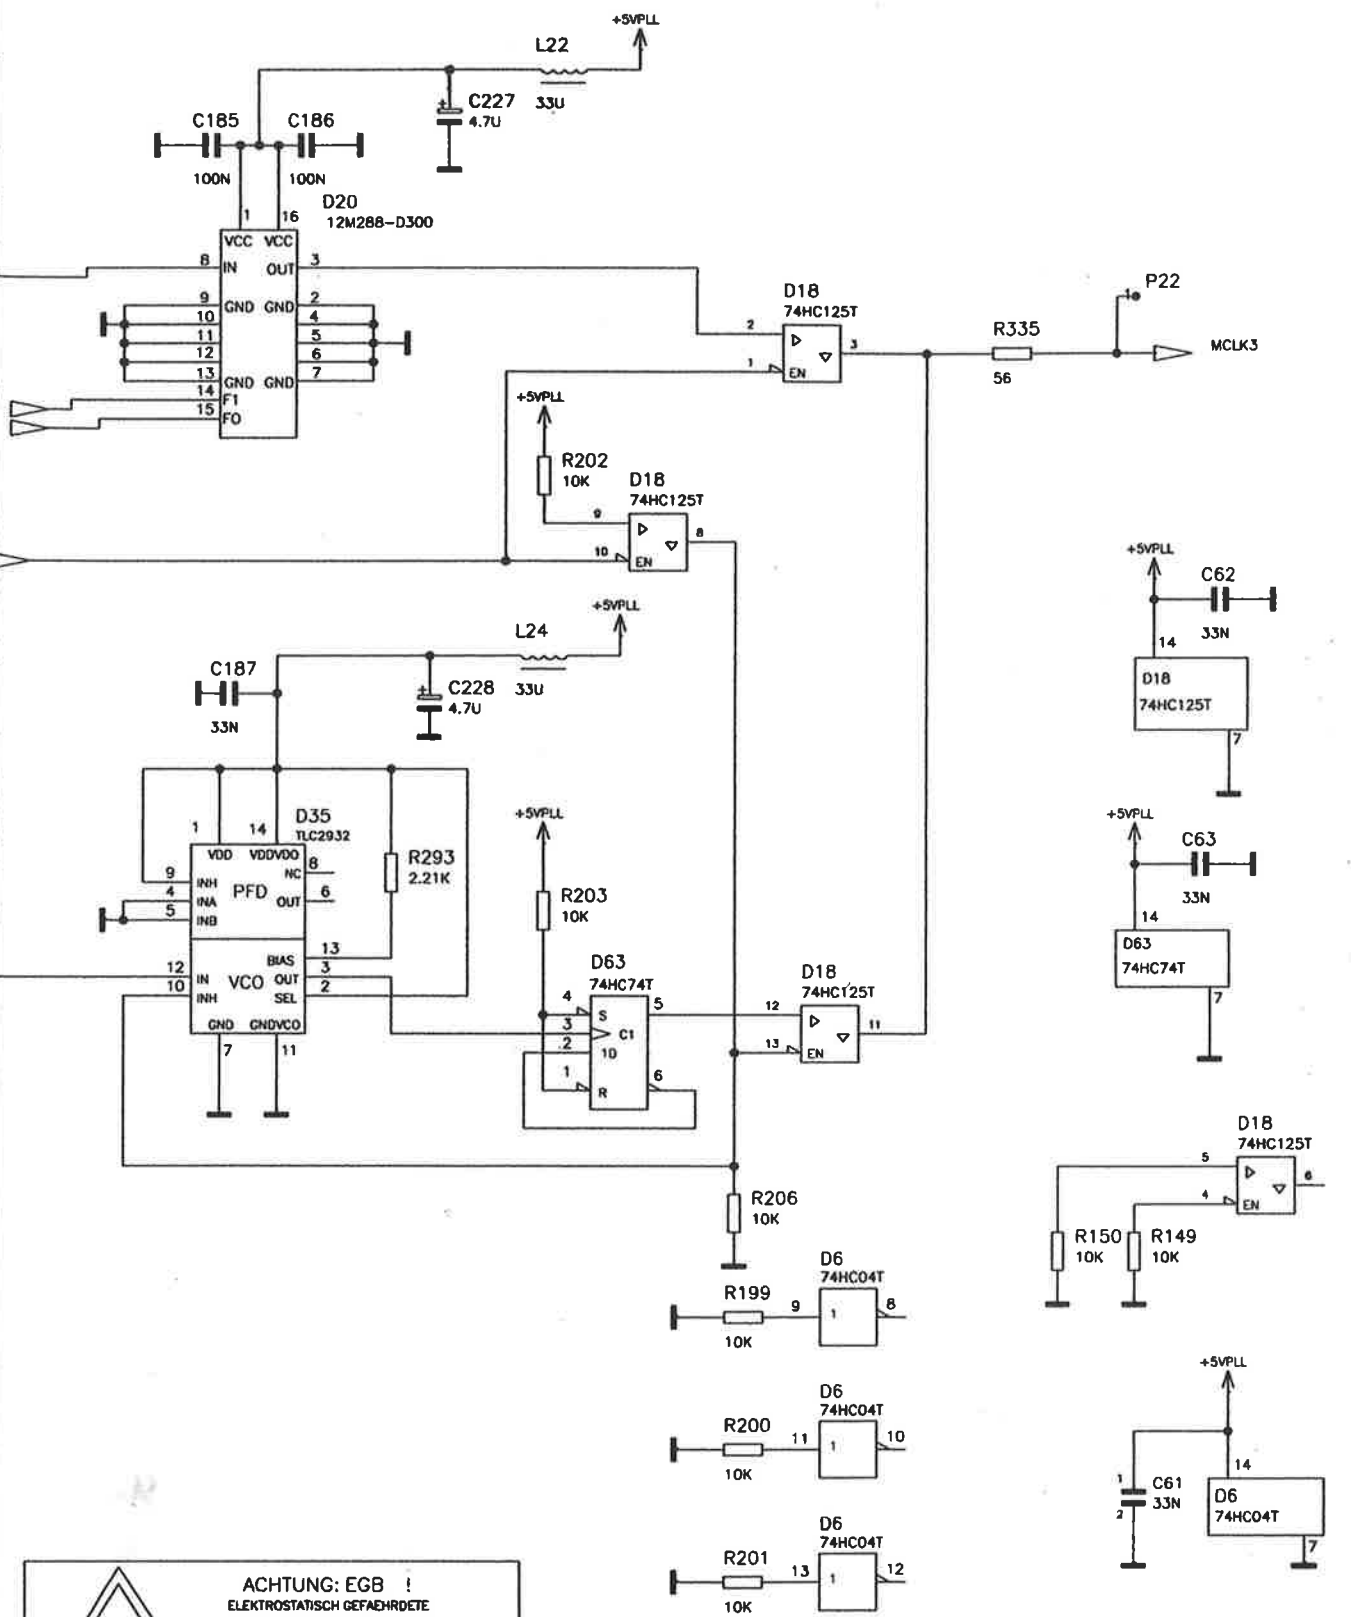 +5VPLL
L22
33U
C227
4.7U
C185
100N
C186
100N
D20
12M288-D300
1
16
VCC VCC
8 IN OUT 3
9 GND GND 2
10 4
11 5
12 6
13 GND GND 7
14 F1
15 F0
D18
74HC125T
2
1 EN
3
R335
56
1 P22
MCLK3
+5VPLL
R202
10K
D18
74HC125T
9
10 EN
8
+5VPLL
L24
33U
C187
33N
C228
4.7U
+5VPLL
C62
33N
14
D18
74HC125T
7
D35
TLC2932
1
14
VDD VDDVDO
NC 8
9 INH
PFD
4 INA OUT 6
5 INB
BIAS 13
12 IN VCO OUT 3
10 INH SEL 2
GND GNDVCO
7
11
R293
2.21K
+5VPLL
R203
10K
D63
74HC74T
4 S 5
3 C1
2 1D
1 R 6
D18
74HC125T
12
13 EN
11
+5VPLL
C63
33N
14
D63
74HC74T
7
R206
10K
D18
74HC125T
5
4 EN
6
R150
10K
R149
10K
D6
74HC04T
R199
10K
9 1 8
D6
74HC04T
R200
10K
11 1 10
D6
74HC04T
R201
10K
13 1 12
+5VPLL
14
1
C61
33N
2
D6
74HC04T
7
ACHTUNG: EGB !
ELEKTROSTATISCH GEFAEHRDETE